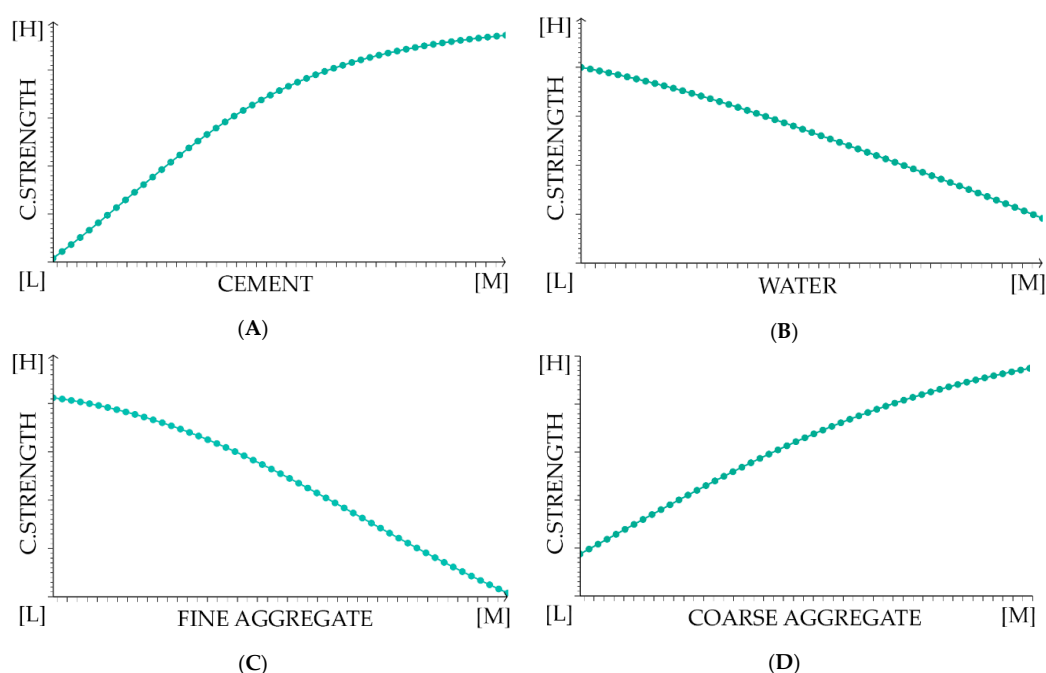 [H]
C.STRENGTH
[L]
CEMENT
[M]
(A)
[H]
C.STRENGTH
[L]
WATER
[M]
(B)
[H]
C.STRENGTH
[L]
FINE AGGREGATE
[M]
(C)
[H]
C.STRENGTH
[L]
COARSE AGGREGATE
[M]
(D)